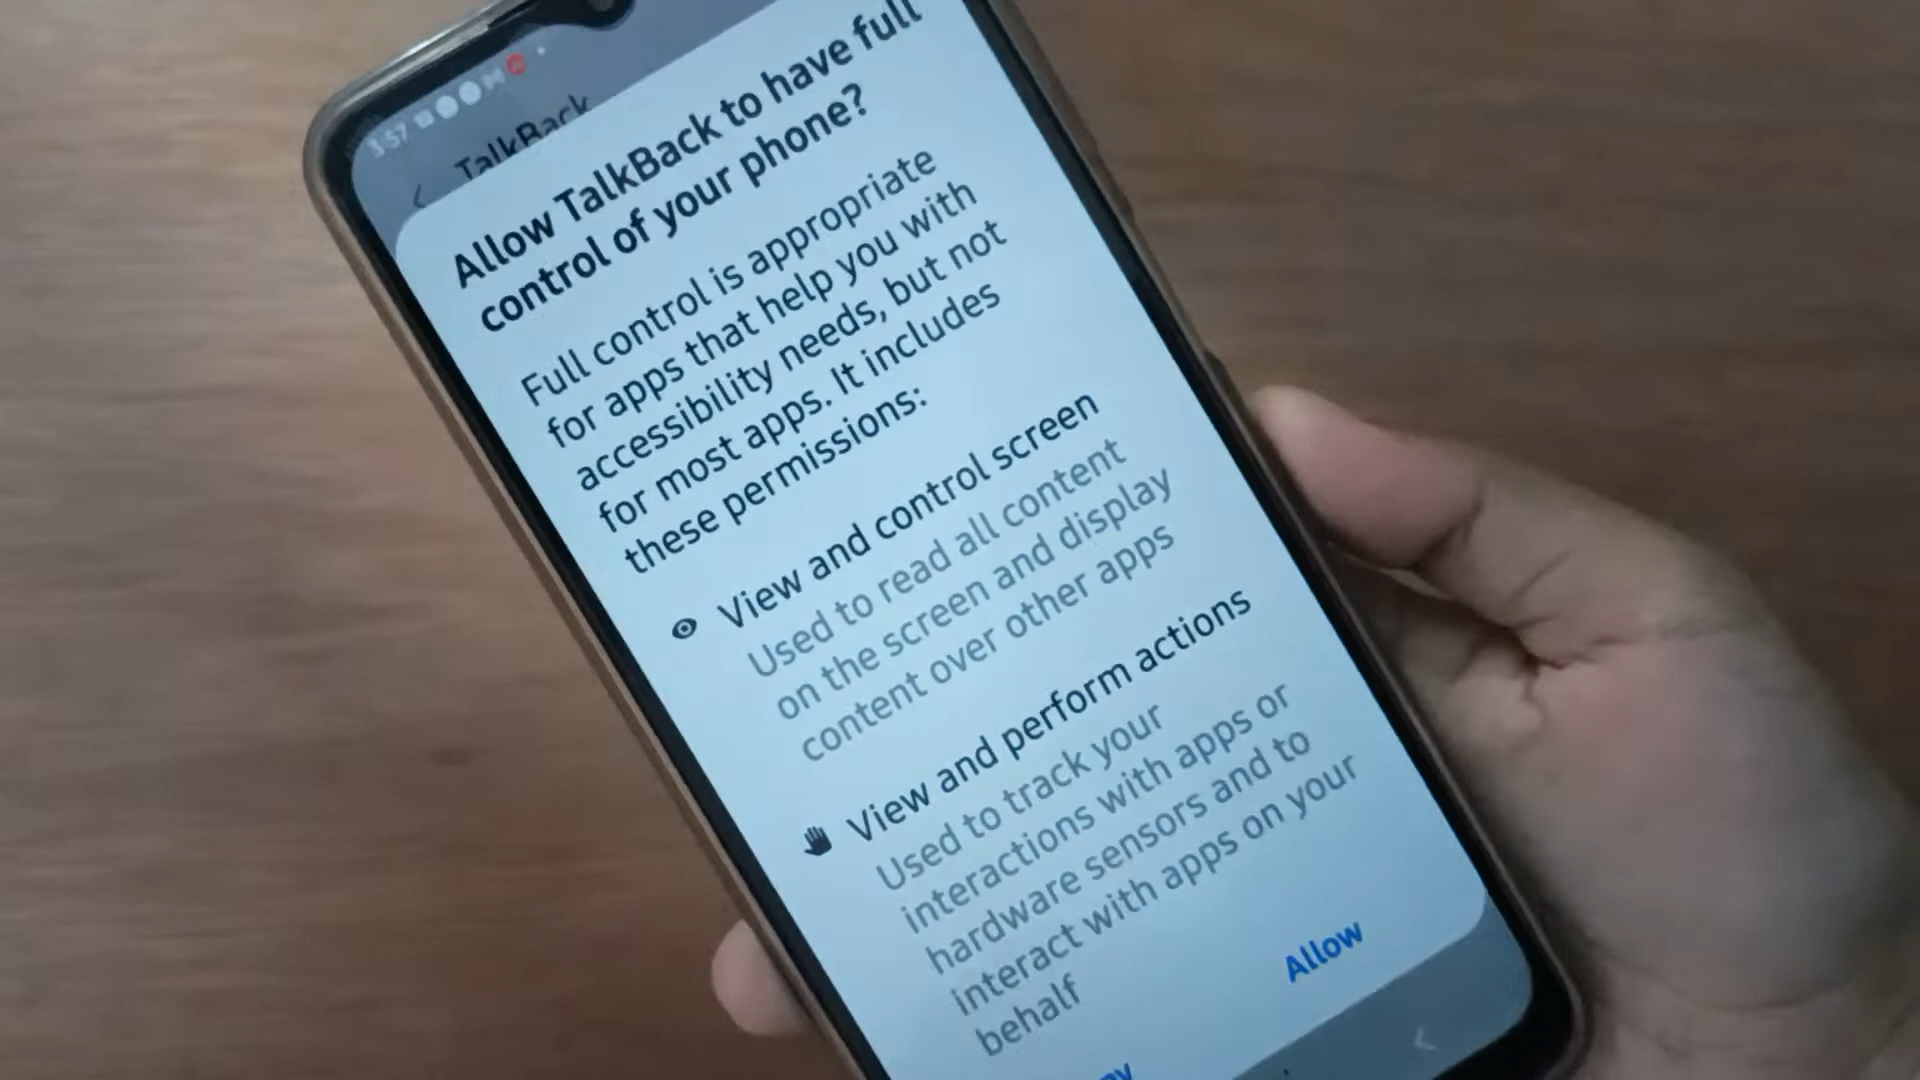 3:57
TalkBack
Allow TalkBack to have full
control of your phone?
Full control is appropriate
for apps that help you with
accessibility needs, but not
for most apps. It includes
these permissions:
View and control screen
Used to read all content
on the screen and display
content over other apps
View and perform actions
Used to track your
interactions with apps or
hardware sensors and to
interact with apps on your
behalf
Allow